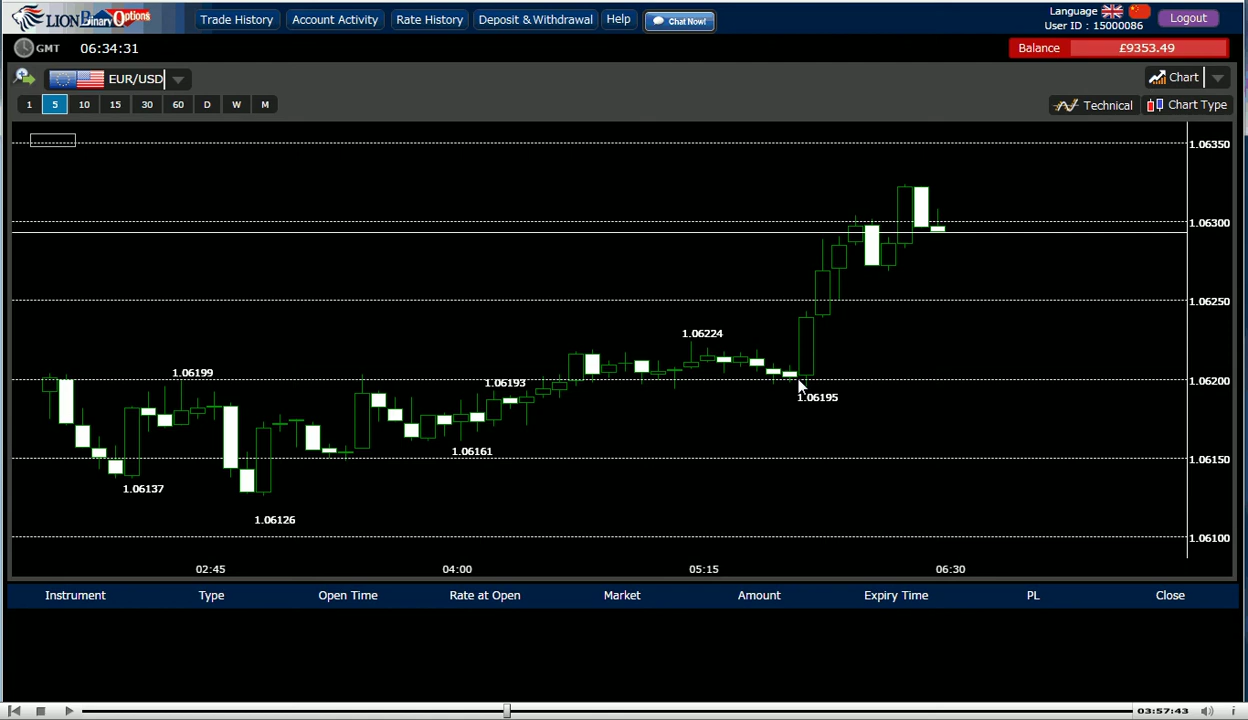 LION Binary Options
Trade History
Account Activity
Rate History
Deposit & Withdrawal
Help
Chat Now!
Language
User ID : 15000086
Logout
GMT
06:34:31
Balance
£9353.49
EUR/USD
Chart
1
5
10
15
30
60
D
W
M
Technical
Chart Type
1.06350
1.06300
1.06250
1.06224
1.06199
1.06193
1.06200
1.06195
1.06161
1.06150
1.06137
1.06126
1.06100
02:45
04:00
05:15
06:30
Instrument
Type
Open Time
Rate at Open
Market
Amount
Expiry Time
PL
Close
03:57:43